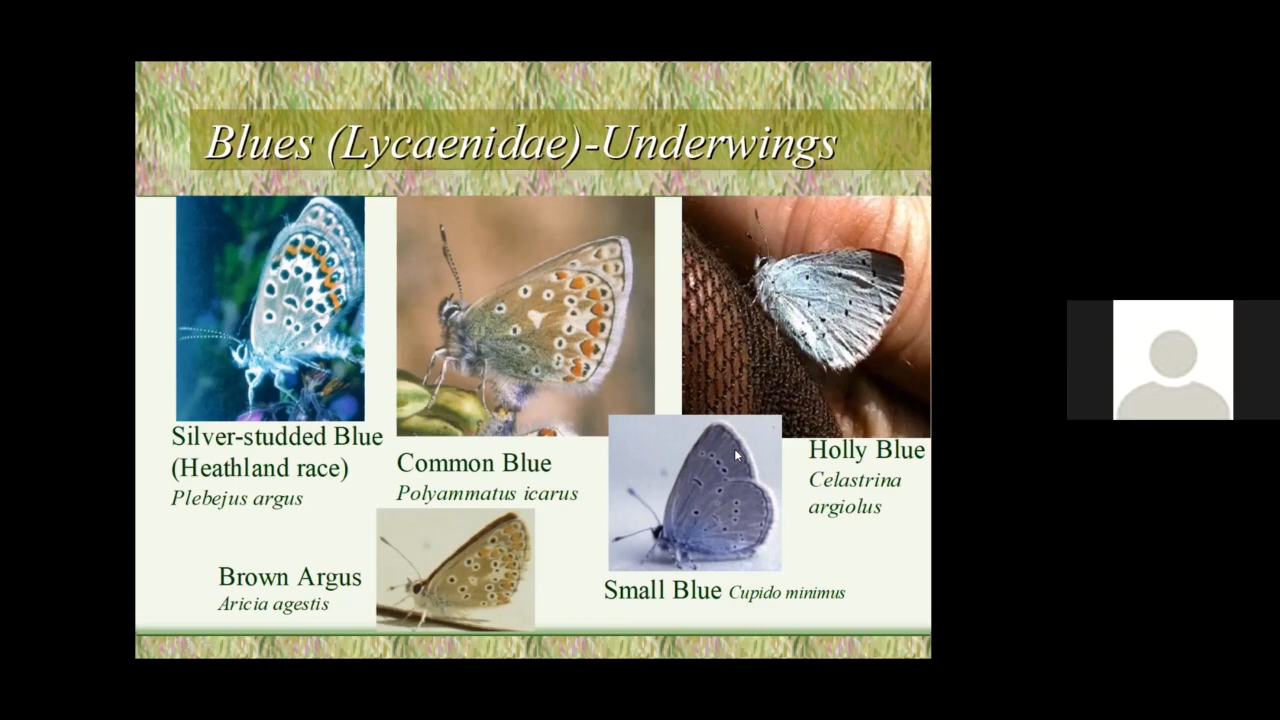 Blues (Lycaenidae)-Underwings
Silver-studded Blue
(Heathland race)
Plebejus argus
Common Blue
Polyammatus icarus
Holly Blue
Celastrina
argiolus
Brown Argus
Aricia agestis
Small Blue Cupido minimus